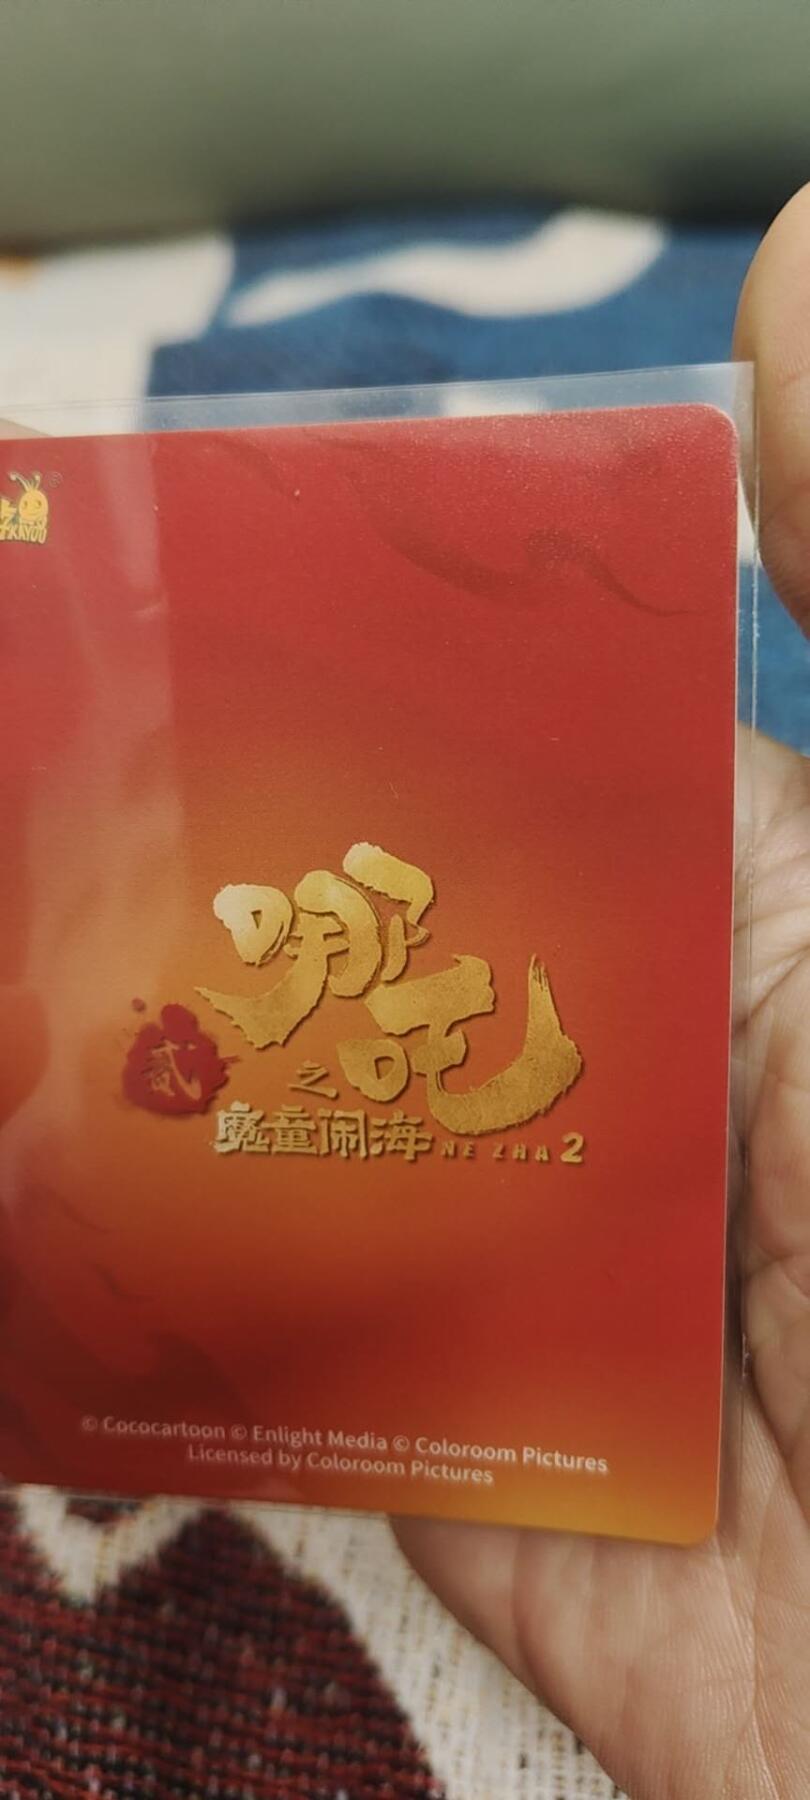 KAYOU
哪吒
贰
之
魔童闹海 NE ZHA 2
© Cococartoon © Enlight Media © Coloroom Pictures
Licensed by Coloroom Pictures